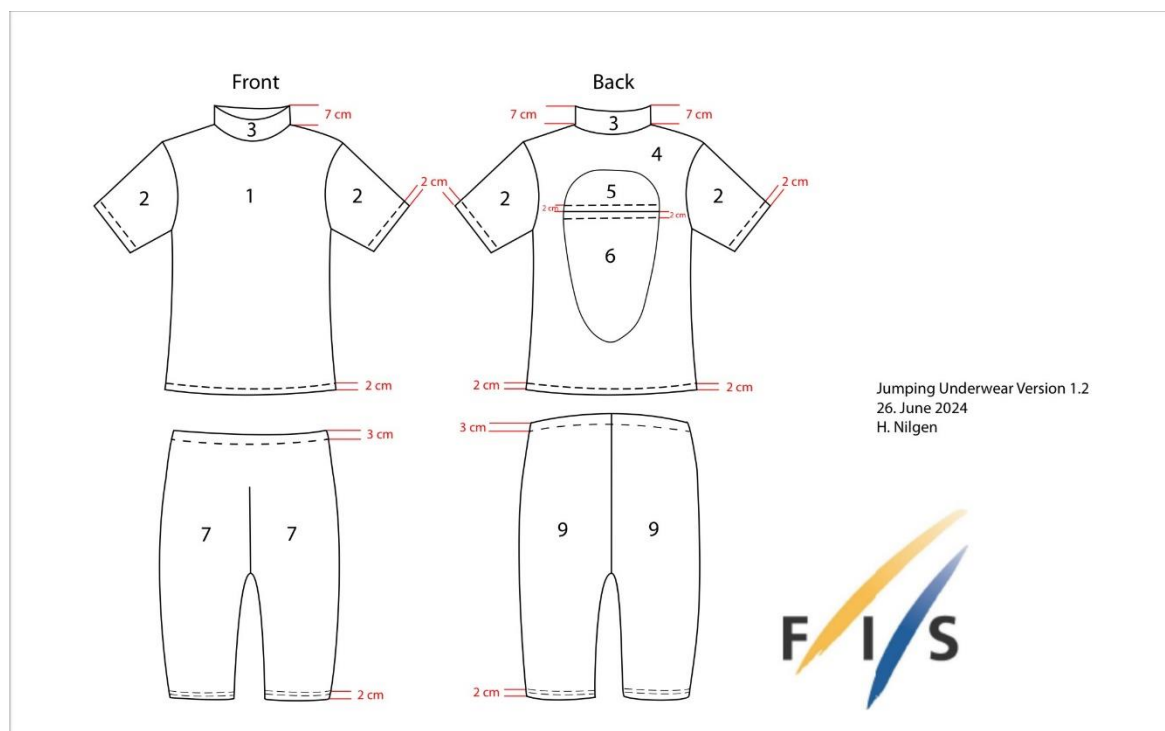 Front
Back
7 cm
7 cm
7 cm
3
3
4
2 cm
2 cm
2
1
2
2
5
2
2 cm
2 cm
6
2 cm
2 cm
2 cm
Jumping Underwear Version 1.2
26. June 2024
H. Nilgen
3 cm
3 cm
7
7
9
9
FIS
2 cm
2 cm